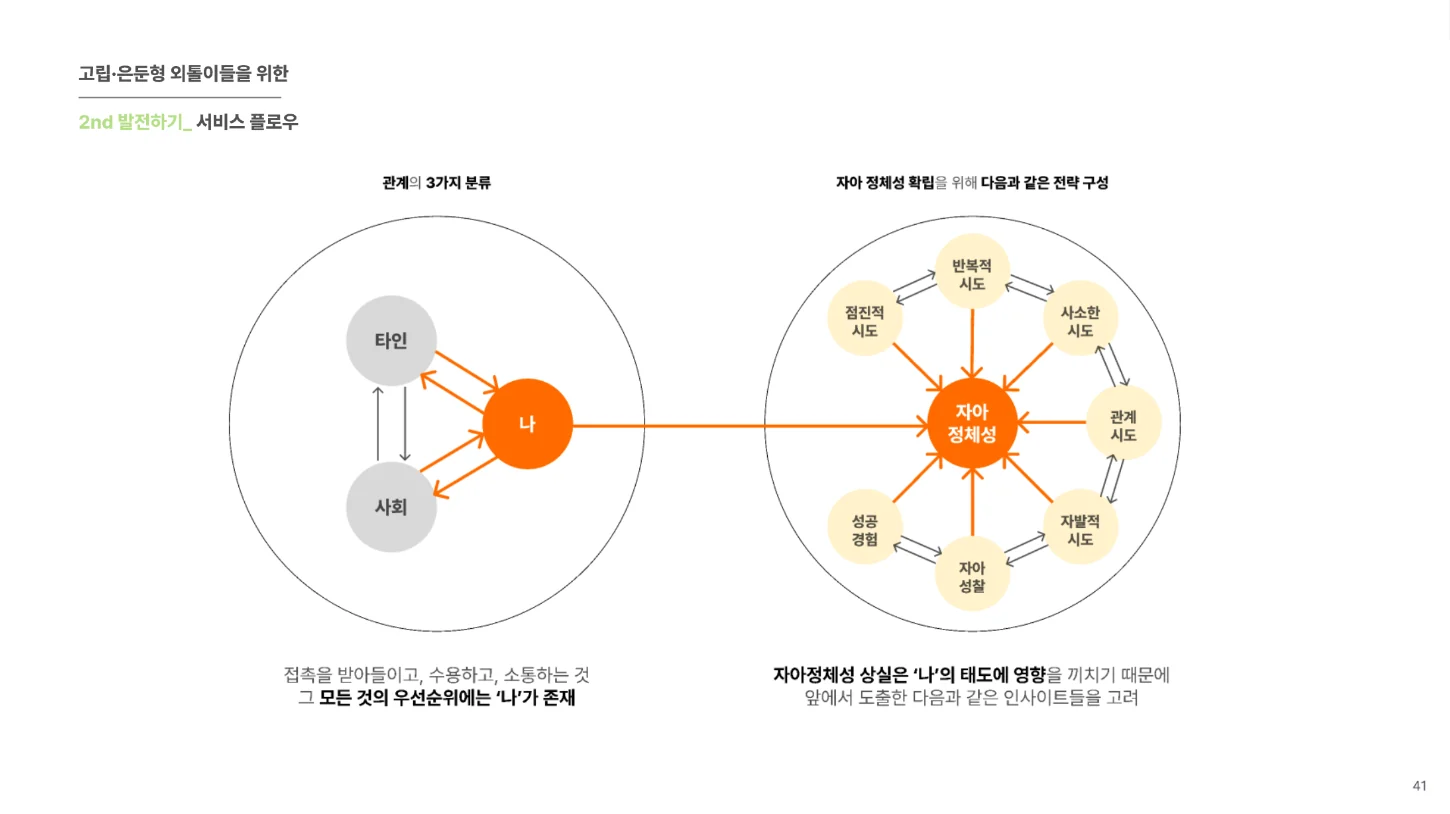 고립·은둔형 외톨이들을 위한
2nd 발전하기_ 서비스 플로우
관계의 3가지 분류
타인
나
사회
접촉을 받아들이고, 수용하고, 소통하는 것
그 모든 것의 우선순위에는 ‘나’가 존재
자아 정체성 확립을 위해 다음과 같은 전략 구성
반복적
시도
점진적
시도
사소한
시도
자아
정체성
관계
시도
성공
경험
자발적
시도
자아
성찰
자아정체성 상실은 ‘나’의 태도에 영향을 끼치기 때문에
앞에서 도출한 다음과 같은 인사이트들을 고려
41